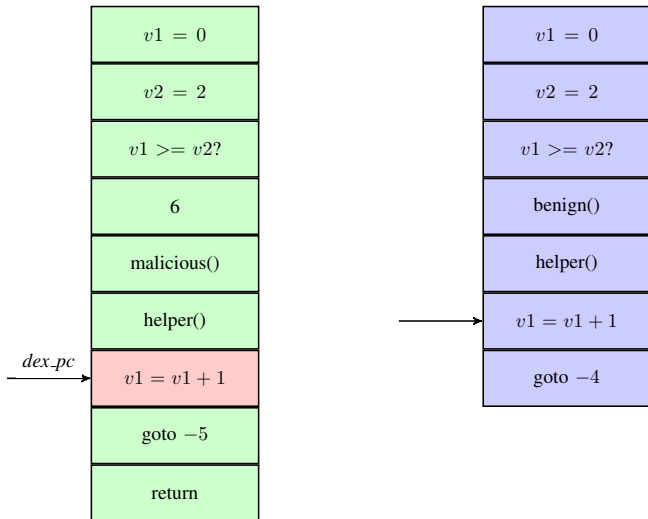 v1 = 0
v2 = 2
v1 >= v2?
6
malicious()
helper()
dex_pc
v1 = v1 + 1
goto −5
return
v1 = 0
v2 = 2
v1 >= v2?
benign()
helper()
v1 = v1 + 1
goto −4